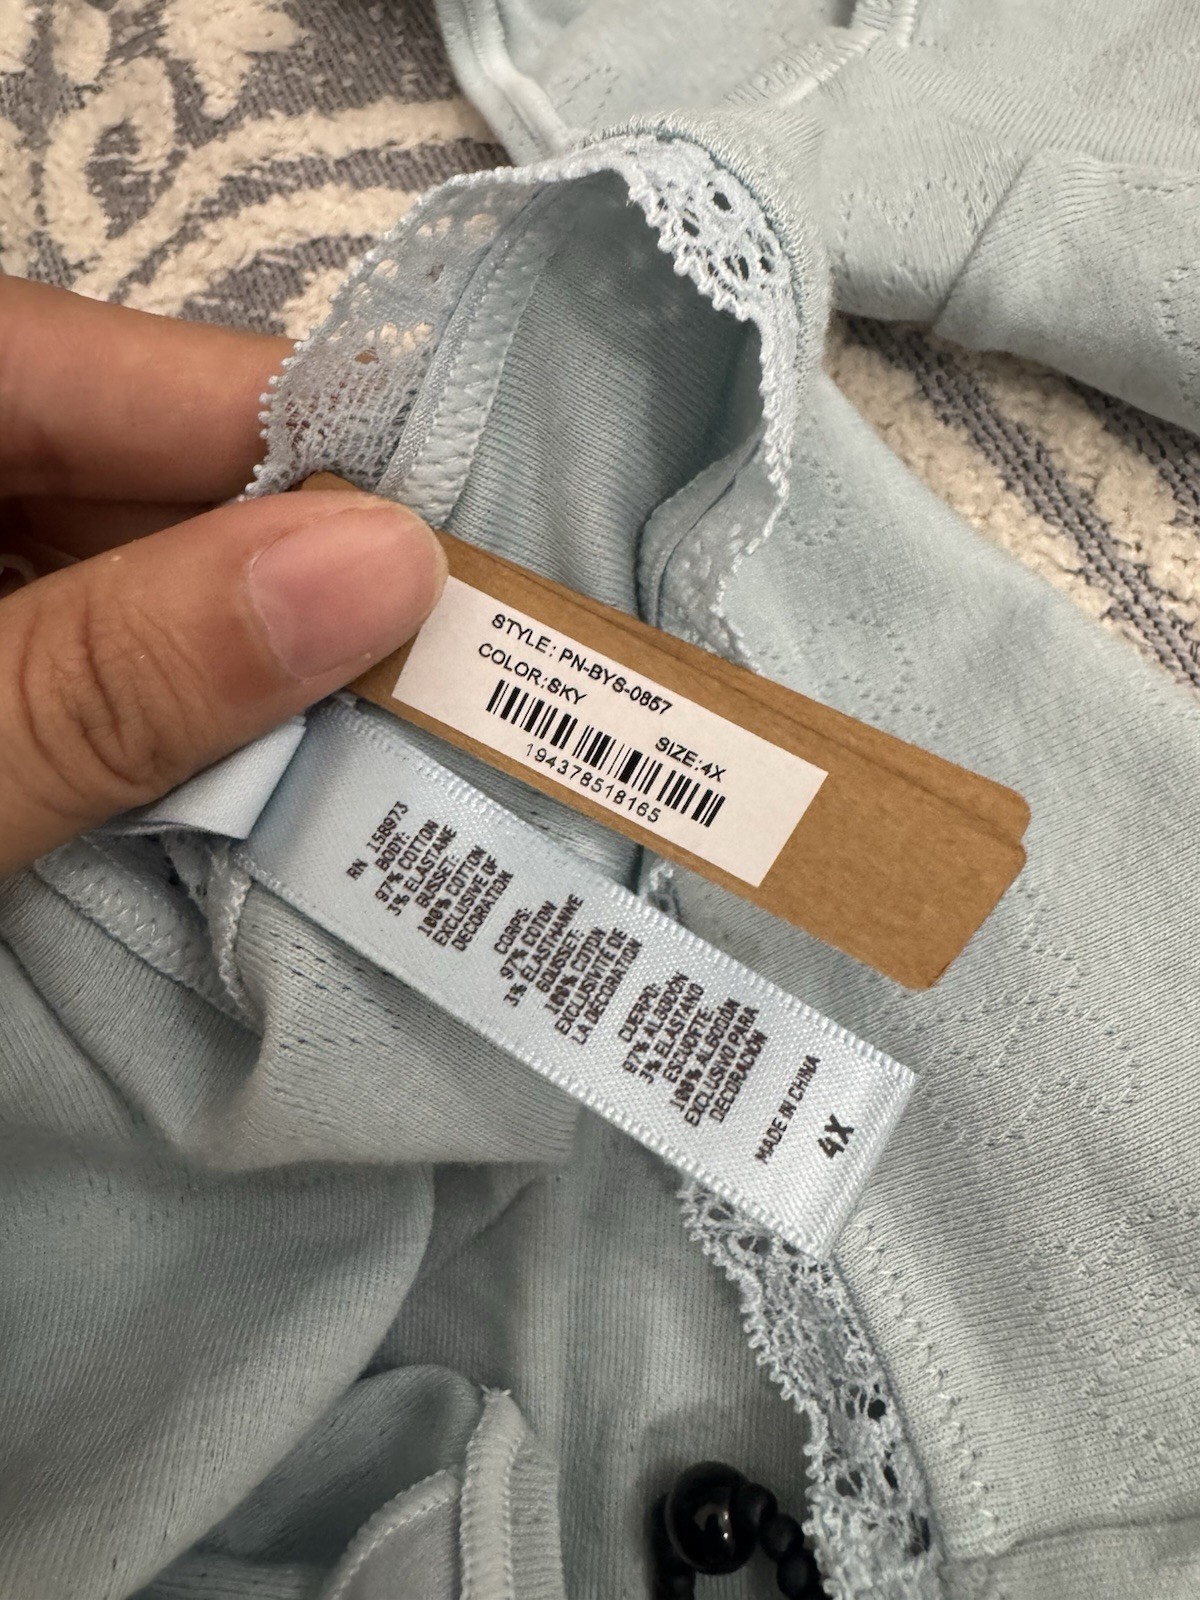 STYLE: PN-BYS-0857
COLOR:SKY
SIZE:4X
194378518165
RN 158973
BODY:
97% COTTON
3% ELASTANE
GUSSET:
100% COTTON
EXCLUSIVE OF
DECORATION
CORPS:
97% COTON
3% ELASTHANNE
GOUSSET:
100% COTON
EXCLUSIVITE DE
LA DECORATION
CUERPO:
97% ALGODÓN
3% ELASTANO
ESCUDFTE:
100% ALGODÓN
EXCLUSIVO PARA
DECORACIÓN
MADE IN CHINA
4X